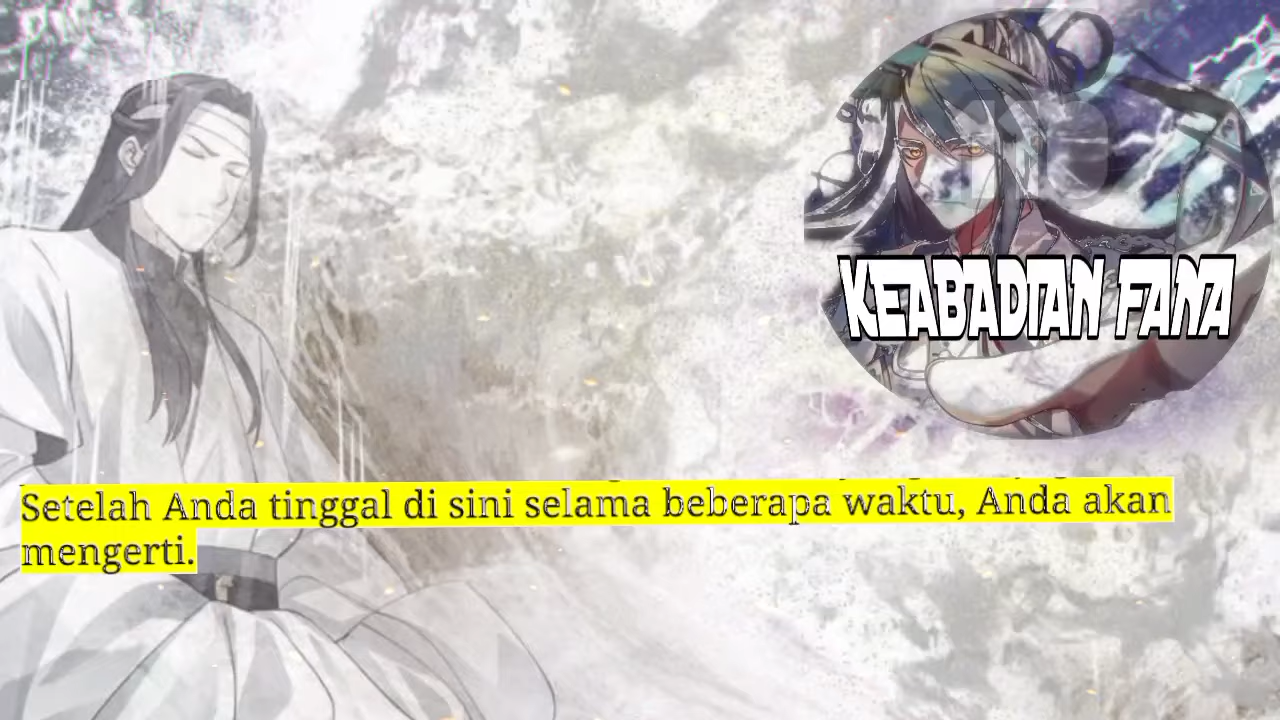 KEABADIAN FANA
Setelah Anda tinggal di sini selama beberapa waktu, Anda akan
mengerti.